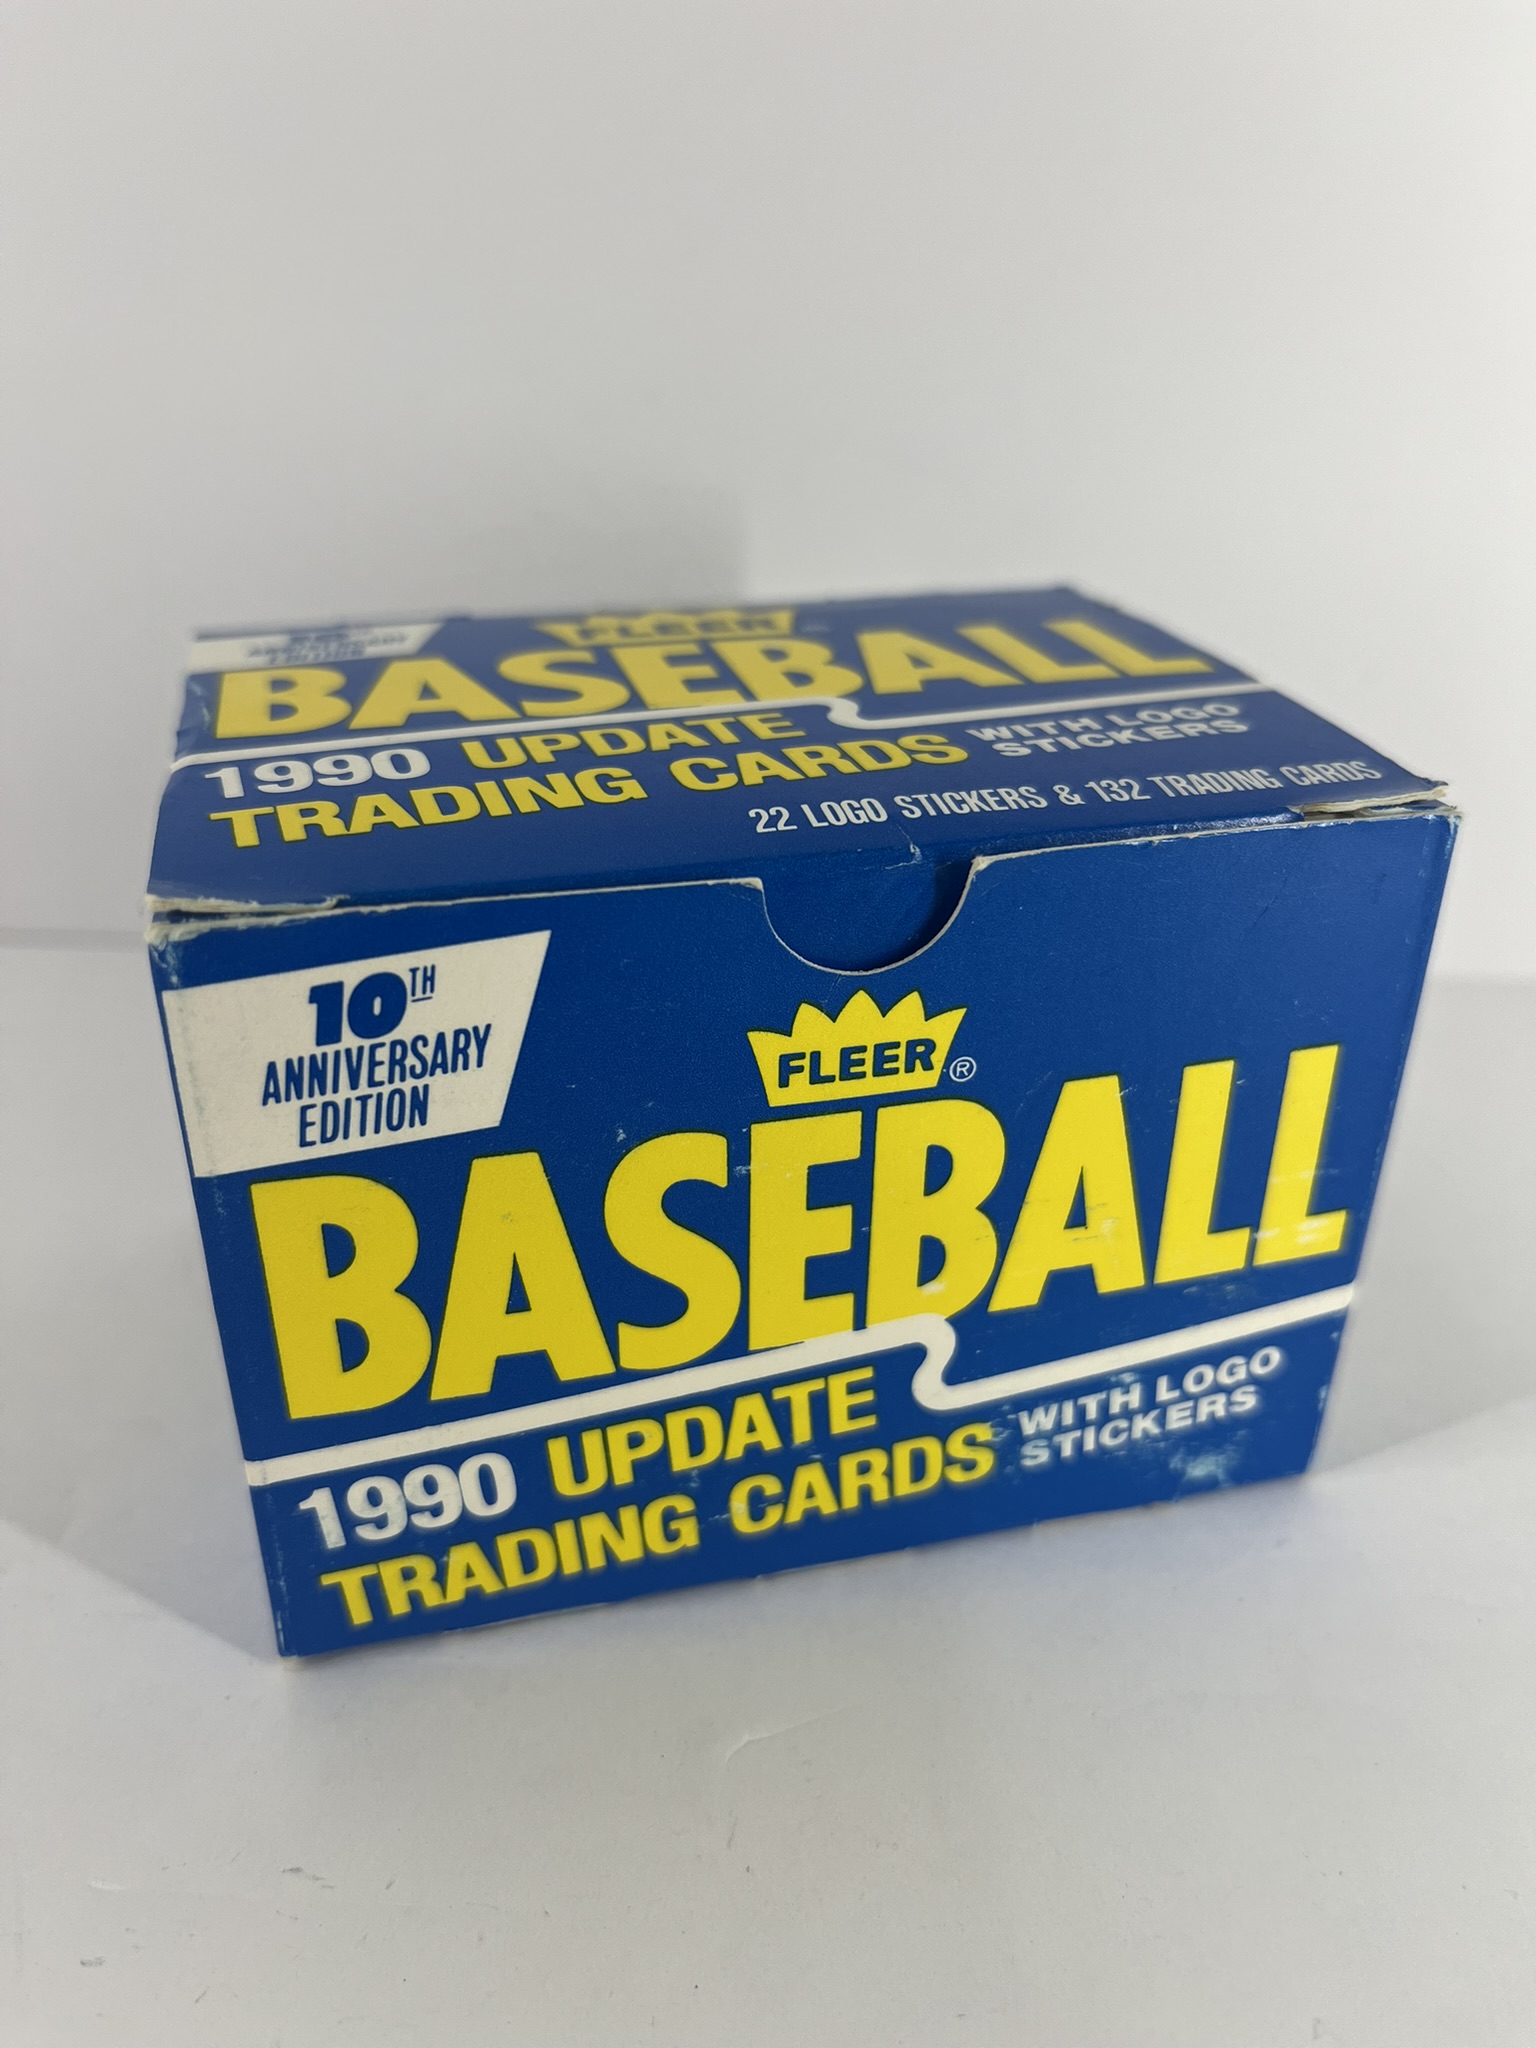 FLEER
BASEBALL
1990 UPDATE
TRADING CARDS WITH LOGO
STICKERS
22 LOGO STICKERS & 132 TRADING CARDS
10TH
ANNIVERSARY
EDITION
FLEER®
BASEBALL
1990 UPDATE
TRADING CARDS
WITH LOGO
STICKERS